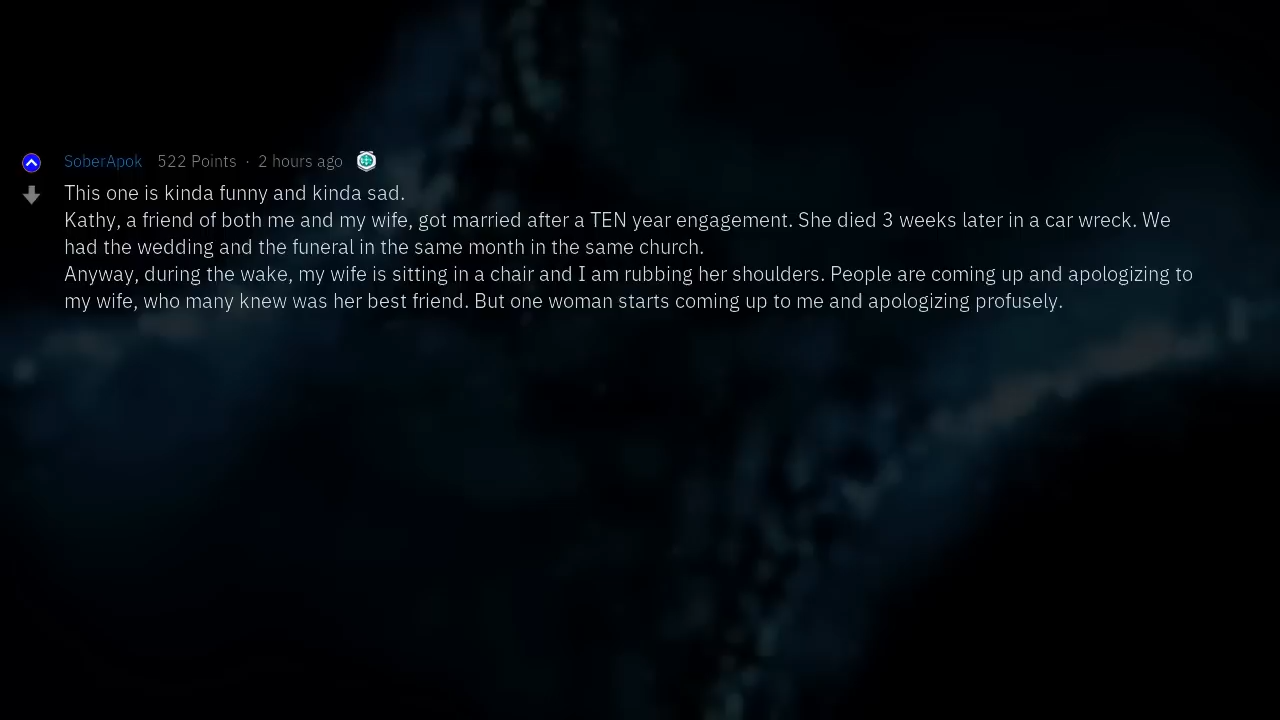 SoberApok 522 Points · 2 hours ago
This one is kinda funny and kinda sad.
Kathy, a friend of both me and my wife, got married after a TEN year engagement. She died 3 weeks later in a car wreck. We
had the wedding and the funeral in the same month in the same church.
Anyway, during the wake, my wife is sitting in a chair and I am rubbing her shoulders. People are coming up and apologizing to
my wife, who many knew was her best friend. But one woman starts coming up to me and apologizing profusely.